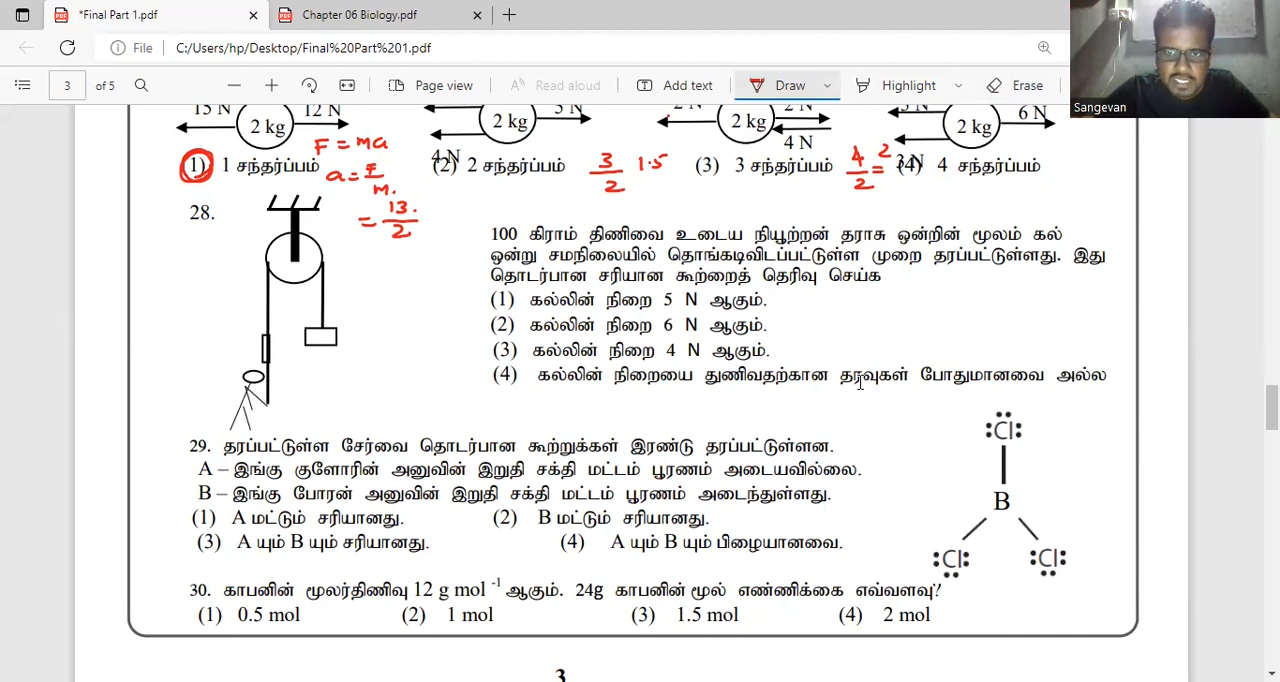 *Final Part 1.pdf
Chapter 06 Biology.pdf
File C:/Users/hp/Desktop/Final%20Part%201.pdf
3 of 5 Page view Read aloud Add text Draw Highlight Erase
Sangevan
15 N 12 N 3 N 2 N 6 N
2 kg 2 kg 2 kg 2 kg
4 N 4 N 3 N
F = ma
1) 1 சந்தர்ப்பம் (2) 2 சந்தர்ப்பம் 3/2 1.5 (3) 3 சந்தர்ப்பம் 4/2 = 2 (4) 4 சந்தர்ப்பம்
a = F/m.
= 13./2
28.
100 கிராம் திணிவை உடைய நியூற்றன் தராசு ஒன்றின் மூலம் கல்
ஒன்று சமநிலையில் தொங்கடிவிடப்பட்டுள்ள முறை தரப்பட்டுள்ளது. இது
தொடர்பான சரியான கூற்றைத் தெரிவு செய்க
(1) கல்லின் நிறை 5 N ஆகும்.
(2) கல்லின் நிறை 6 N ஆகும்.
(3) கல்லின் நிறை 4 N ஆகும்.
(4) கல்லின் நிறையை துணிவதற்கான தரவுகள் போதுமானவை அல்ல
29. தரப்பட்டுள்ள சேர்வை தொடர்பான கூற்றுக்கள் இரண்டு தரப்பட்டுள்ளன.
A – இங்கு குளோரின் அனுவின் இறுதி சக்தி மட்டம் பூரணம் அடையவில்லை.
B – இங்கு போரன் அனுவின் இறுதி சக்தி மட்டம் பூரணம் அடைந்துள்ளது.
(1) A மட்டும் சரியானது. (2) B மட்டும் சரியானது.
(3) A யும் B யும் சரியானது. (4) A யும் B யும் பிழையானவை.
Cl
B
Cl Cl
30. காபனின் மூலர்திணிவு 12 g mol -1 ஆகும். 24g காபனின் மூல் எண்ணிக்கை எவ்வளவு?
(1) 0.5 mol (2) 1 mol (3) 1.5 mol (4) 2 mol
3